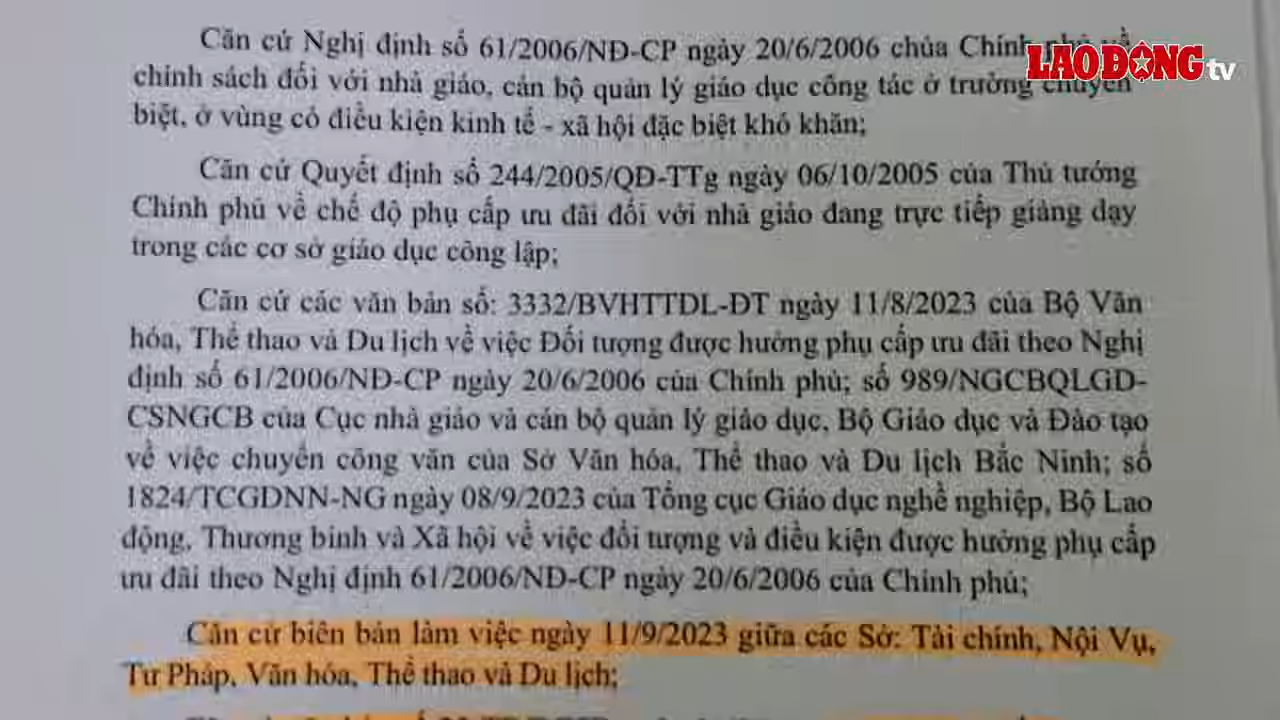 Căn cứ Nghị định số 61/2006/NĐ-CP ngày 20/6/2006 chủa Chính phủ về
LAO ĐỘNG tv
chính sách đối với nhà giáo, cán bộ quản lý giáo dục công tác ở trường chuyên
biệt, ở vùng có điều kiện kinh tế - xã hội đặc biệt khó khăn;
Căn cứ Quyết định số 244/2005/QĐ-TTg ngày 06/10/2005 của Thủ tướng
Chính phủ về chế độ phụ cấp ưu đãi đối với nhà giáo đang trực tiếp giảng dạy
trong các cơ sở giáo dục công lập;
Căn cứ các văn bản số: 3332/BVHTTDL-ĐT ngày 11/8/2023 của Bộ Văn
hóa, Thể thao và Du lịch về việc Đối tượng được hưởng phụ cấp ưu đãi theo Nghị
định số 61/2006/NĐ-CP ngày 20/6/2006 của Chính phủ; số 989/NGCBQLGD-
CSNGCB của Cục nhà giáo và cán bộ quản lý giáo dục, Bộ Giáo dục và Đào tạo
về việc chuyển công văn của Sở Văn hóa, Thể thao và Du lịch Bắc Ninh; số
1824/TCGDNN-NG ngày 08/9/2023 của Tổng cục Giáo dục nghề nghiệp, Bộ Lao
động, Thương binh và Xã hội về việc đối tượng và điều kiện được hưởng phụ cấp
ưu đãi theo Nghị định 61/2006/NĐ-CP ngày 20/6/2006 của Chính phủ;
Căn cứ biên bản làm việc ngày 11/9/2023 giữa các Sở: Tài chính, Nội Vụ,
Tư Pháp, Văn hóa, Thể thao và Du lịch;